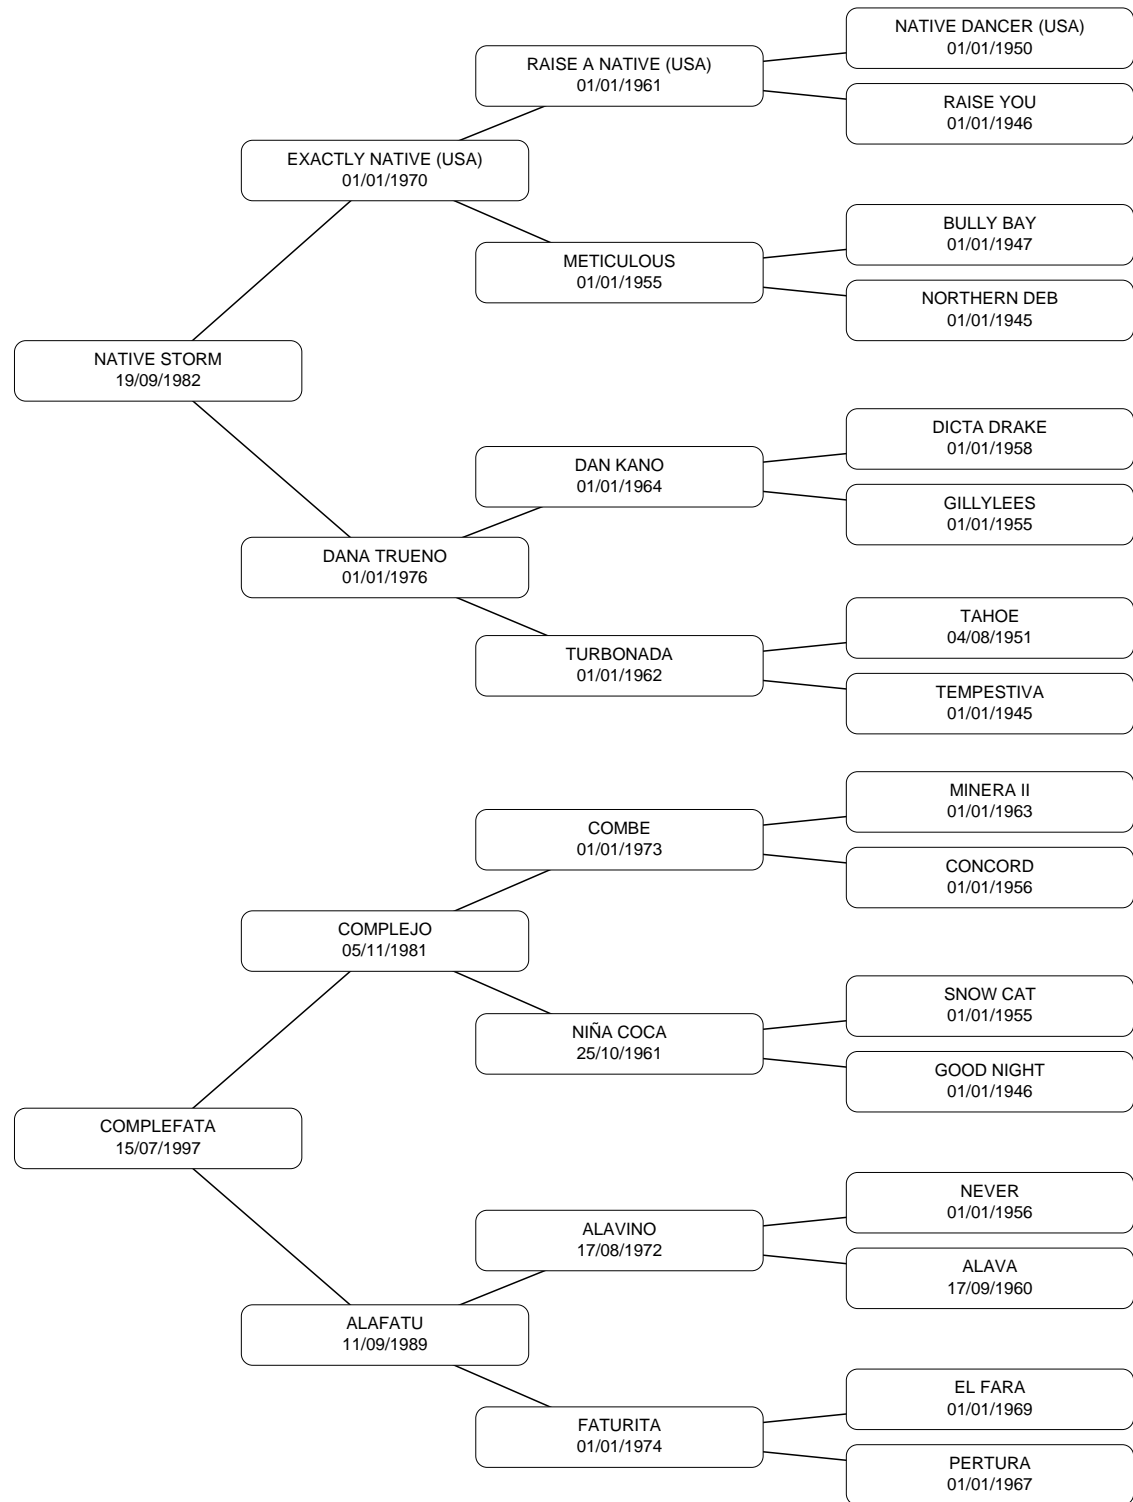 NATIVE DANCER (USA)
01/01/1950
RAISE A NATIVE (USA)
01/01/1961
RAISE YOU
01/01/1946
EXACTLY NATIVE (USA)
01/01/1970
BULLY BAY
01/01/1947
METICULOUS
01/01/1955
NORTHERN DEB
01/01/1945
NATIVE STORM
19/09/1982
DICTA DRAKE
01/01/1958
DAN KANO
01/01/1964
GILLYLEES
01/01/1955
DANA TRUENO
01/01/1976
TAHOE
04/08/1951
TURBONADA
01/01/1962
TEMPESTIVA
01/01/1945
MINERA II
01/01/1963
COMBE
01/01/1973
CONCORD
01/01/1956
COMPLEJO
05/11/1981
SNOW CAT
01/01/1955
NIÑA COCA
25/10/1961
GOOD NIGHT
01/01/1946
COMPLEFATA
15/07/1997
NEVER
01/01/1956
ALAVINO
17/08/1972
ALAVA
17/09/1960
ALAFATU
11/09/1989
EL FARA
01/01/1969
FATURITA
01/01/1974
PERTURA
01/01/1967